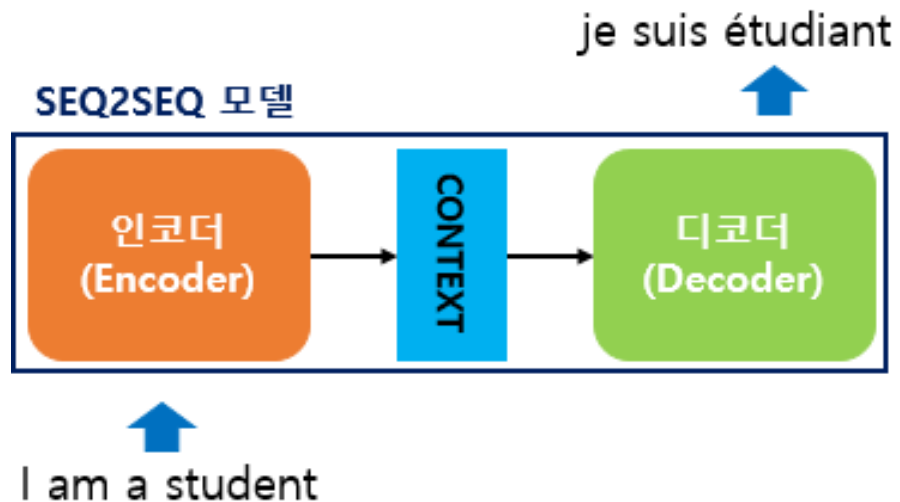 je suis étudiant
SEQ2SEQ 모델
인코더
(Encoder)
CONTEXT
디코더
(Decoder)
I am a student